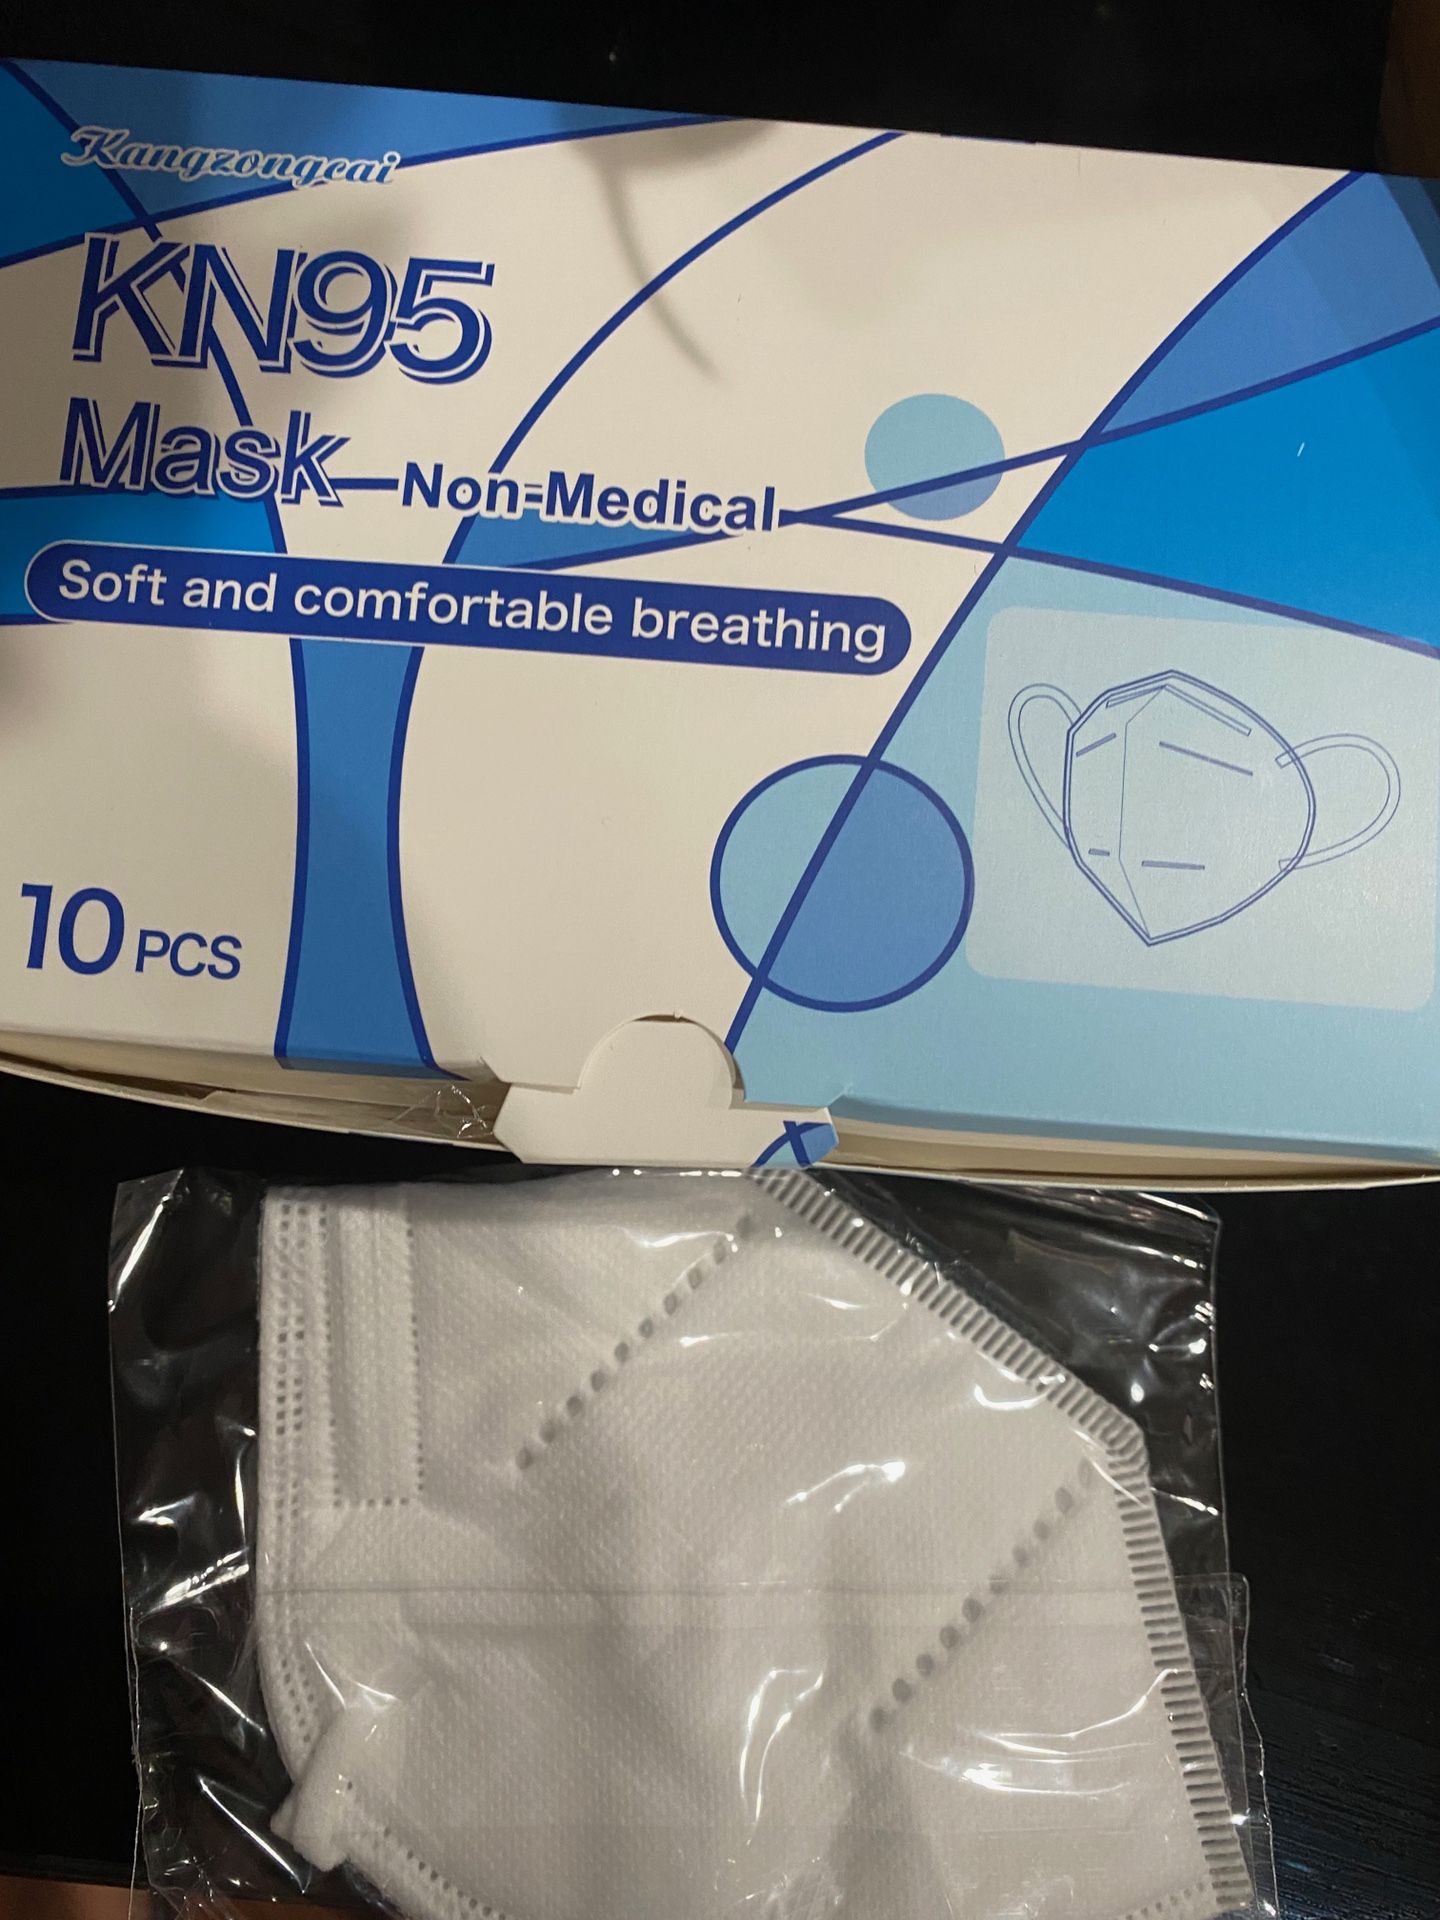 Kangzongcai
KN95
Mask
Non-Medical
Soft and comfortable breathing
10 PCS